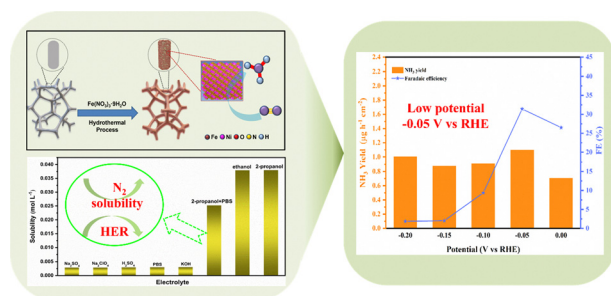 Fe(NO3)3·9H2O
Hydrothermal
Process
Fe Ni O N H
0.040
0.035
0.030
0.025
0.020
0.015
0.010
0.005
0.000
Solubility (mol L-1)
N2
solubility
HER
ethanol 2-propanol
2-propanol+PBS
Na2SO4 Na2ClO4 H2SO4 PBS KOH
Electrolyte
NH3 yield
Faradaic efficiency
Low potential
-0.05 V vs RHE
NH3 Yield (μg h-1 cm-2)
2.4
2.2
2.0
1.8
1.6
1.4
1.2
1.0
0.8
0.6
0.4
0.2
0.0
45
40
35
30
25
20
15
10
5
0
FE (%)
-0.20 -0.15 -0.10 -0.05 0.00
Potential (V vs RHE)